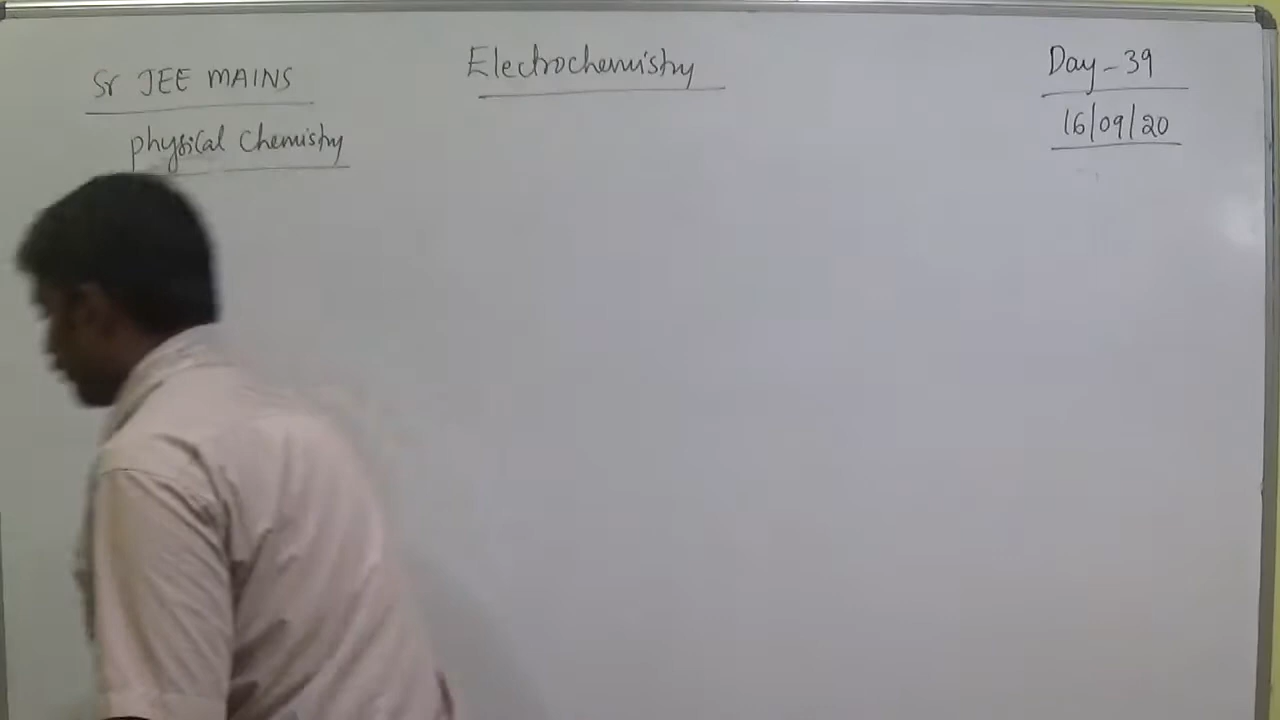 Sr JEE MAINS
Electrochemistry
Day - 39
physical Chemistry
16/09/20